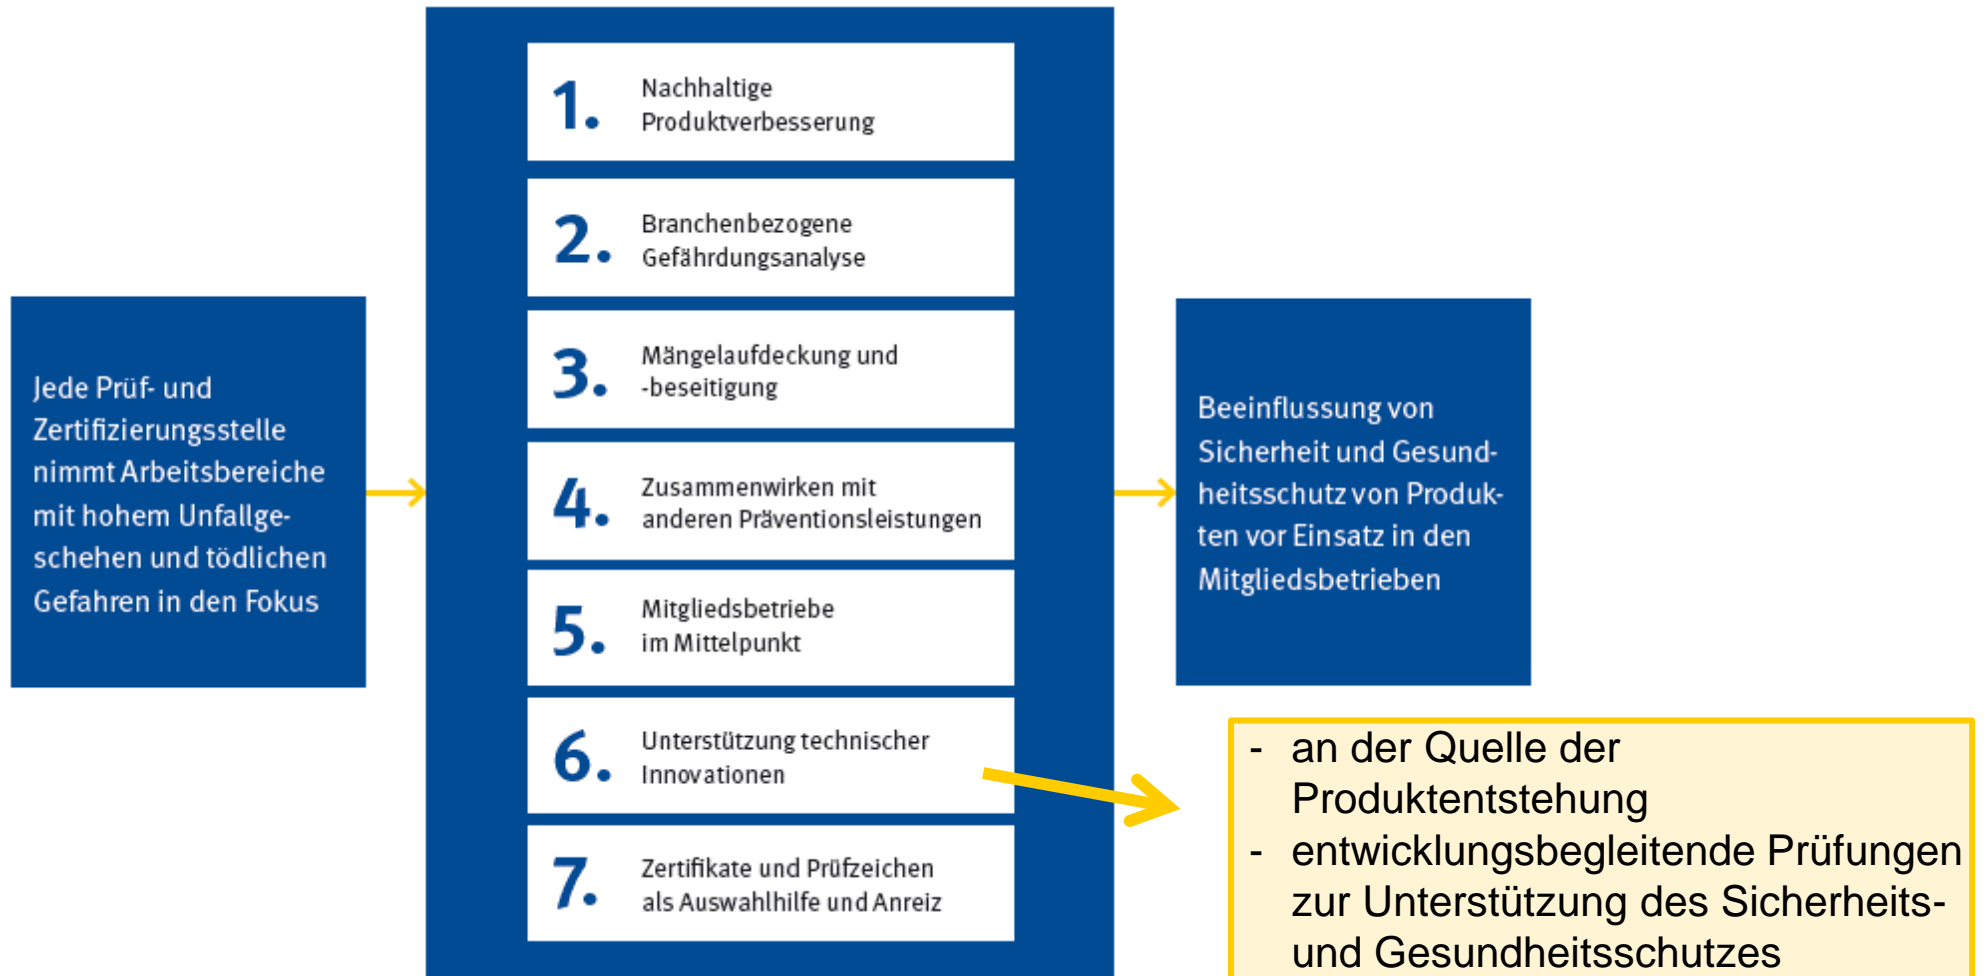 Jede Prüf- und
Zertifizierungsstelle
nimmt Arbeitsbereiche
mit hohem Unfallge-
schehen und tödlichen
Gefahren in den Fokus
1. Nachhaltige
Produktverbesserung
2. Branchenbezogene
Gefährdungsanalyse
3. Mängelaufdeckung und
-beseitigung
4. Zusammenwirken mit
anderen Präventionsleistungen
5. Mitgliedsbetriebe
im Mittelpunkt
6. Unterstützung technischer
Innovationen
7. Zertifikate und Prüfzeichen
als Auswahlhilfe und Anreiz
Beeinflussung von
Sicherheit und Gesund-
heitsschutz von Produk-
ten vor Einsatz in den
Mitgliedsbetrieben
- an der Quelle der
Produktentstehung
- entwicklungsbegleitende Prüfungen
zur Unterstützung des Sicherheits-
und Gesundheitsschutzes